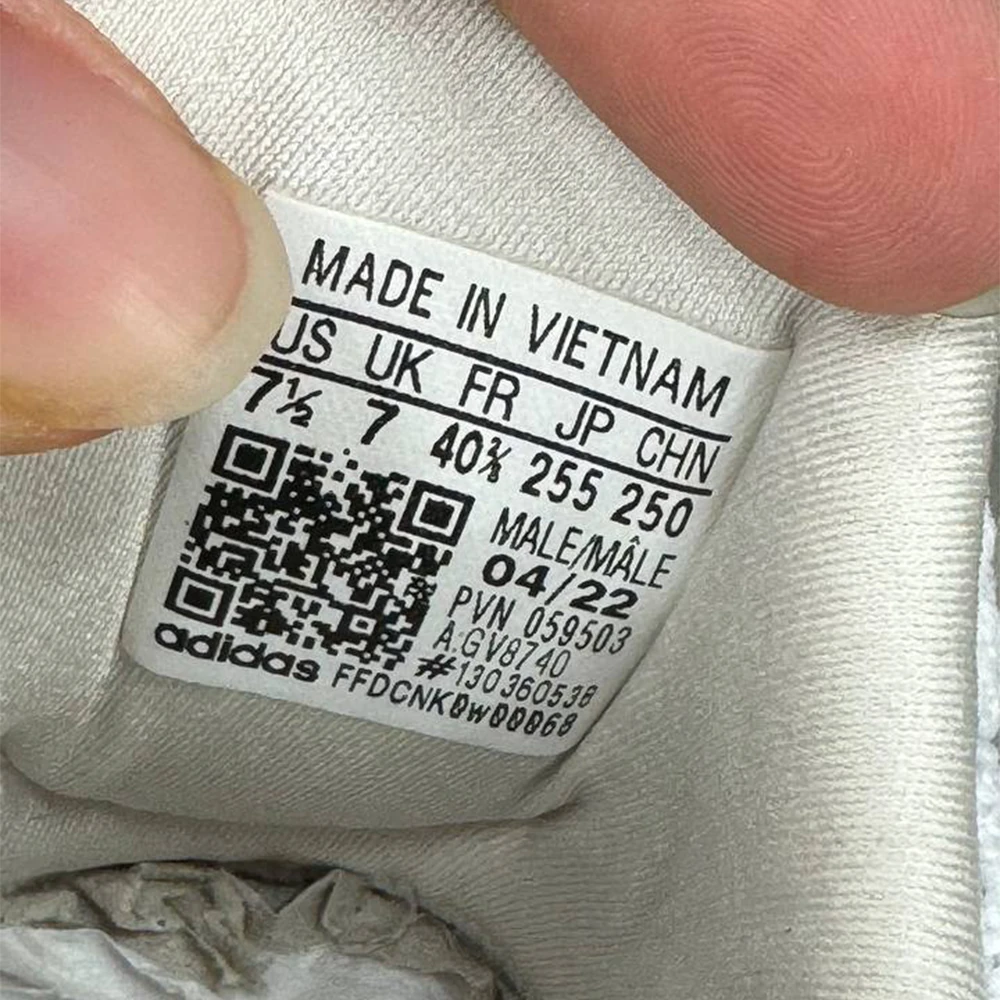 MADE IN VIETNAM
US UK FR JP CHN
7½ 7 40⅔ 255 250
MALE/MÂLE
04/22
PVN 059503
A:GV8740
#130360538
adidas FFDCNK0W00068